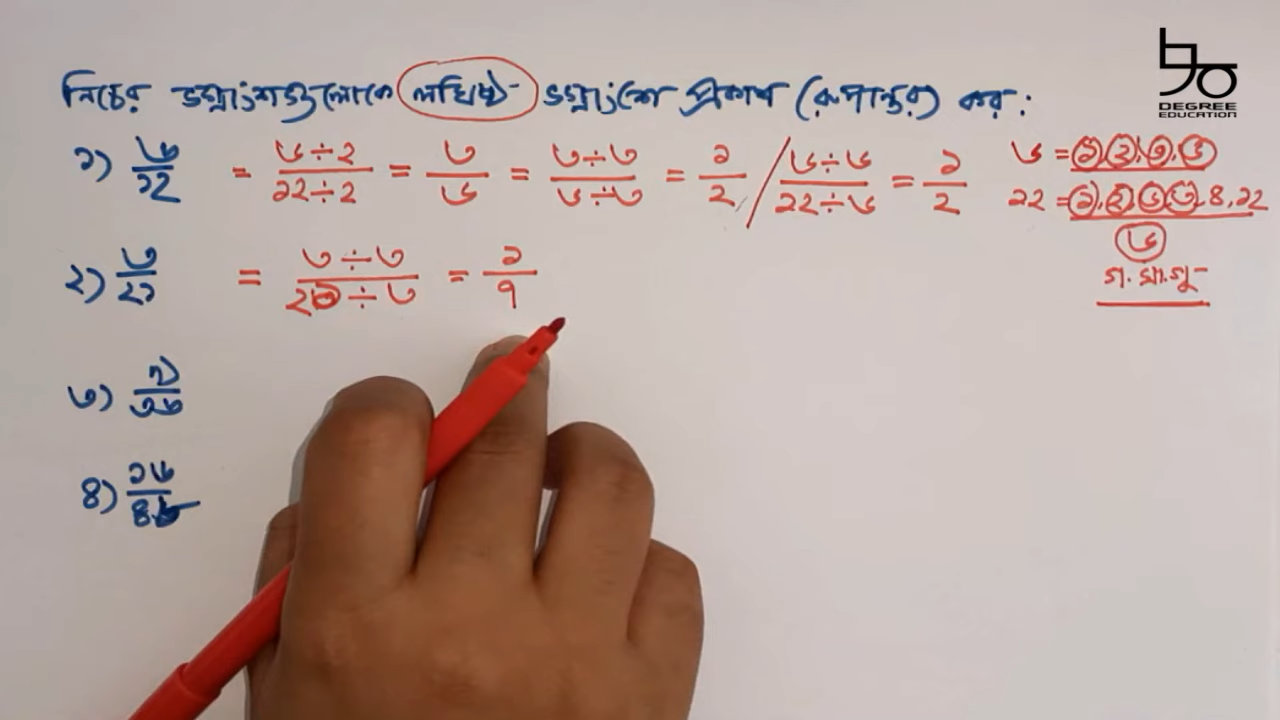 নিচের ভগ্নাংশগুলোকে লঘিষ্ঠ ভগ্নাংশে প্রকাশ (রূপান্তর) কর:
১) ৬/১২ = ৬÷২/১২÷২ = ৩/৬ = ৩÷৩/৬÷৩ = ১/২ / ৬÷৬/১২÷৬ = ১/২
৬ = ১,২,৩,৬
১২ = ১,২,৩,৬,৪,১২
৬
গ.সা.গু
২) ৩/২১ = ৩÷৩/২১÷৩ = ১/৭
৩) ৯/৩৬
৪) ১৬/৪৮
DEGREE
EDUCATION